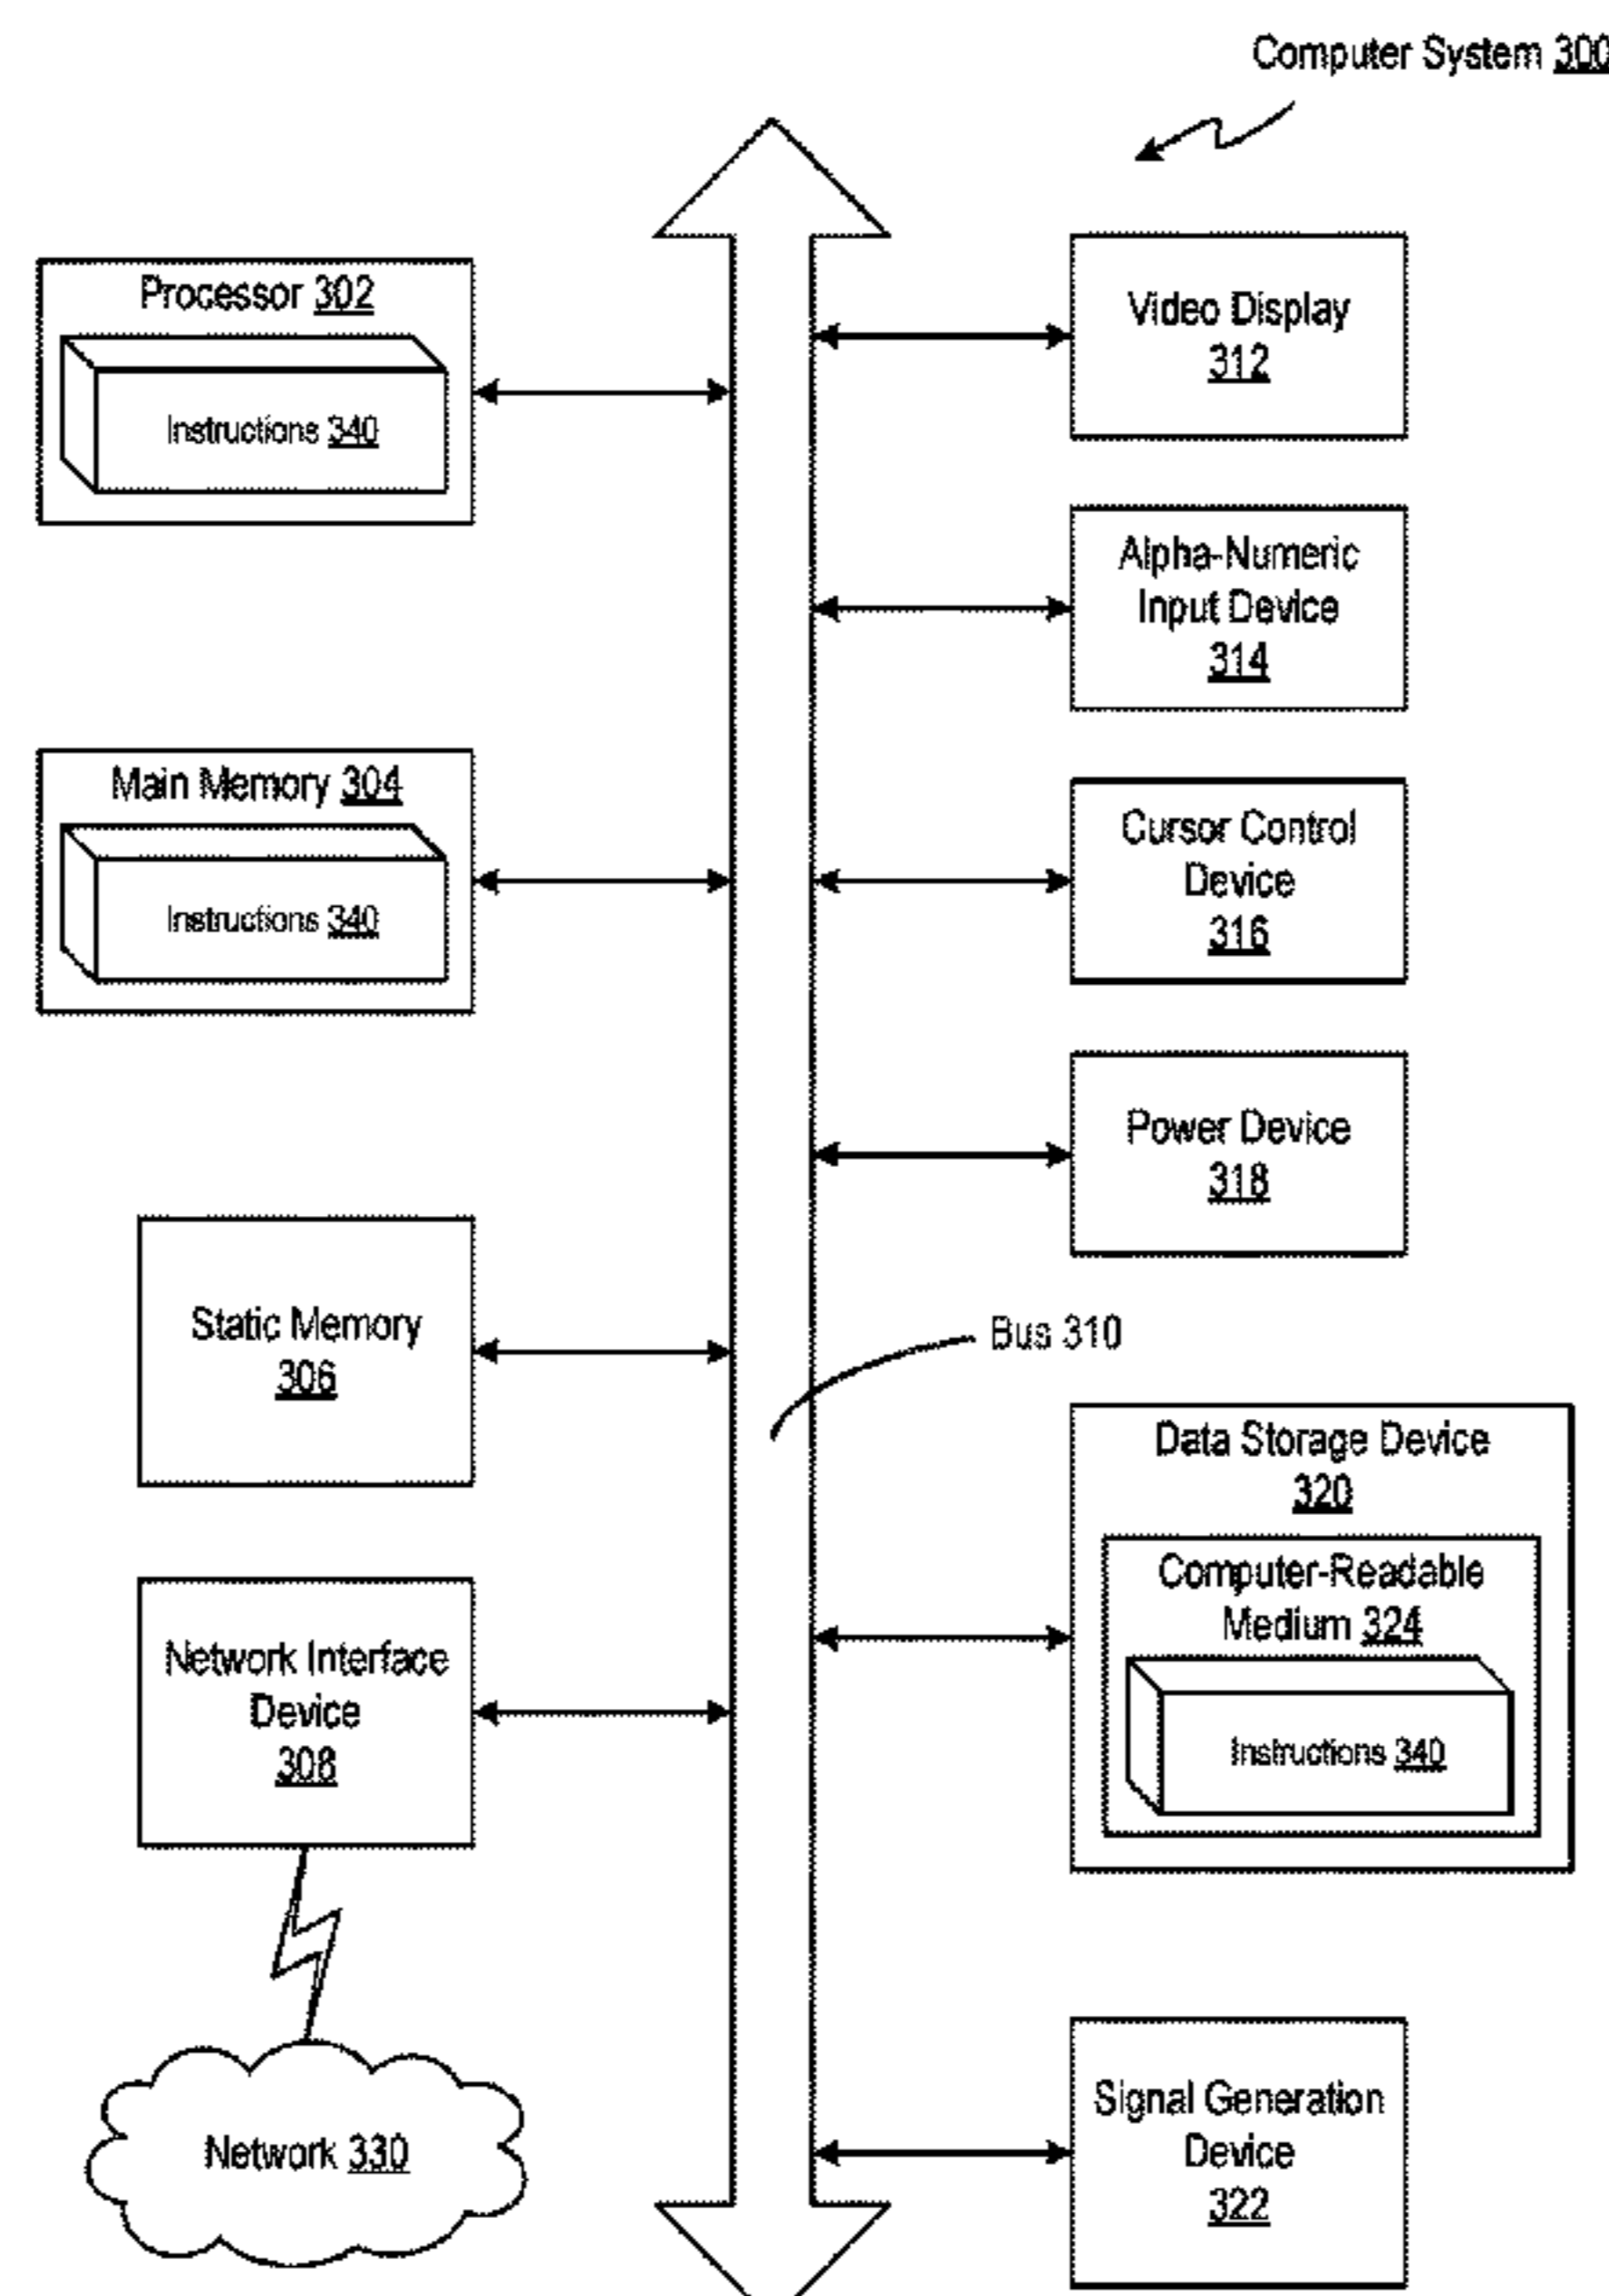 Computer System 300
Processor 302
Instructions 340
Main Memory 304
Instructions 340
Static Memory
306
Network Interface
Device
308
Network 330
Bus 310
Video Display
312
Alpha-Numeric
Input Device
314
Cursor Control
Device
316
Power Device
318
Data Storage Device
320
Computer-Readable
Medium 324
Instructions 340
Signal Generation
Device
322